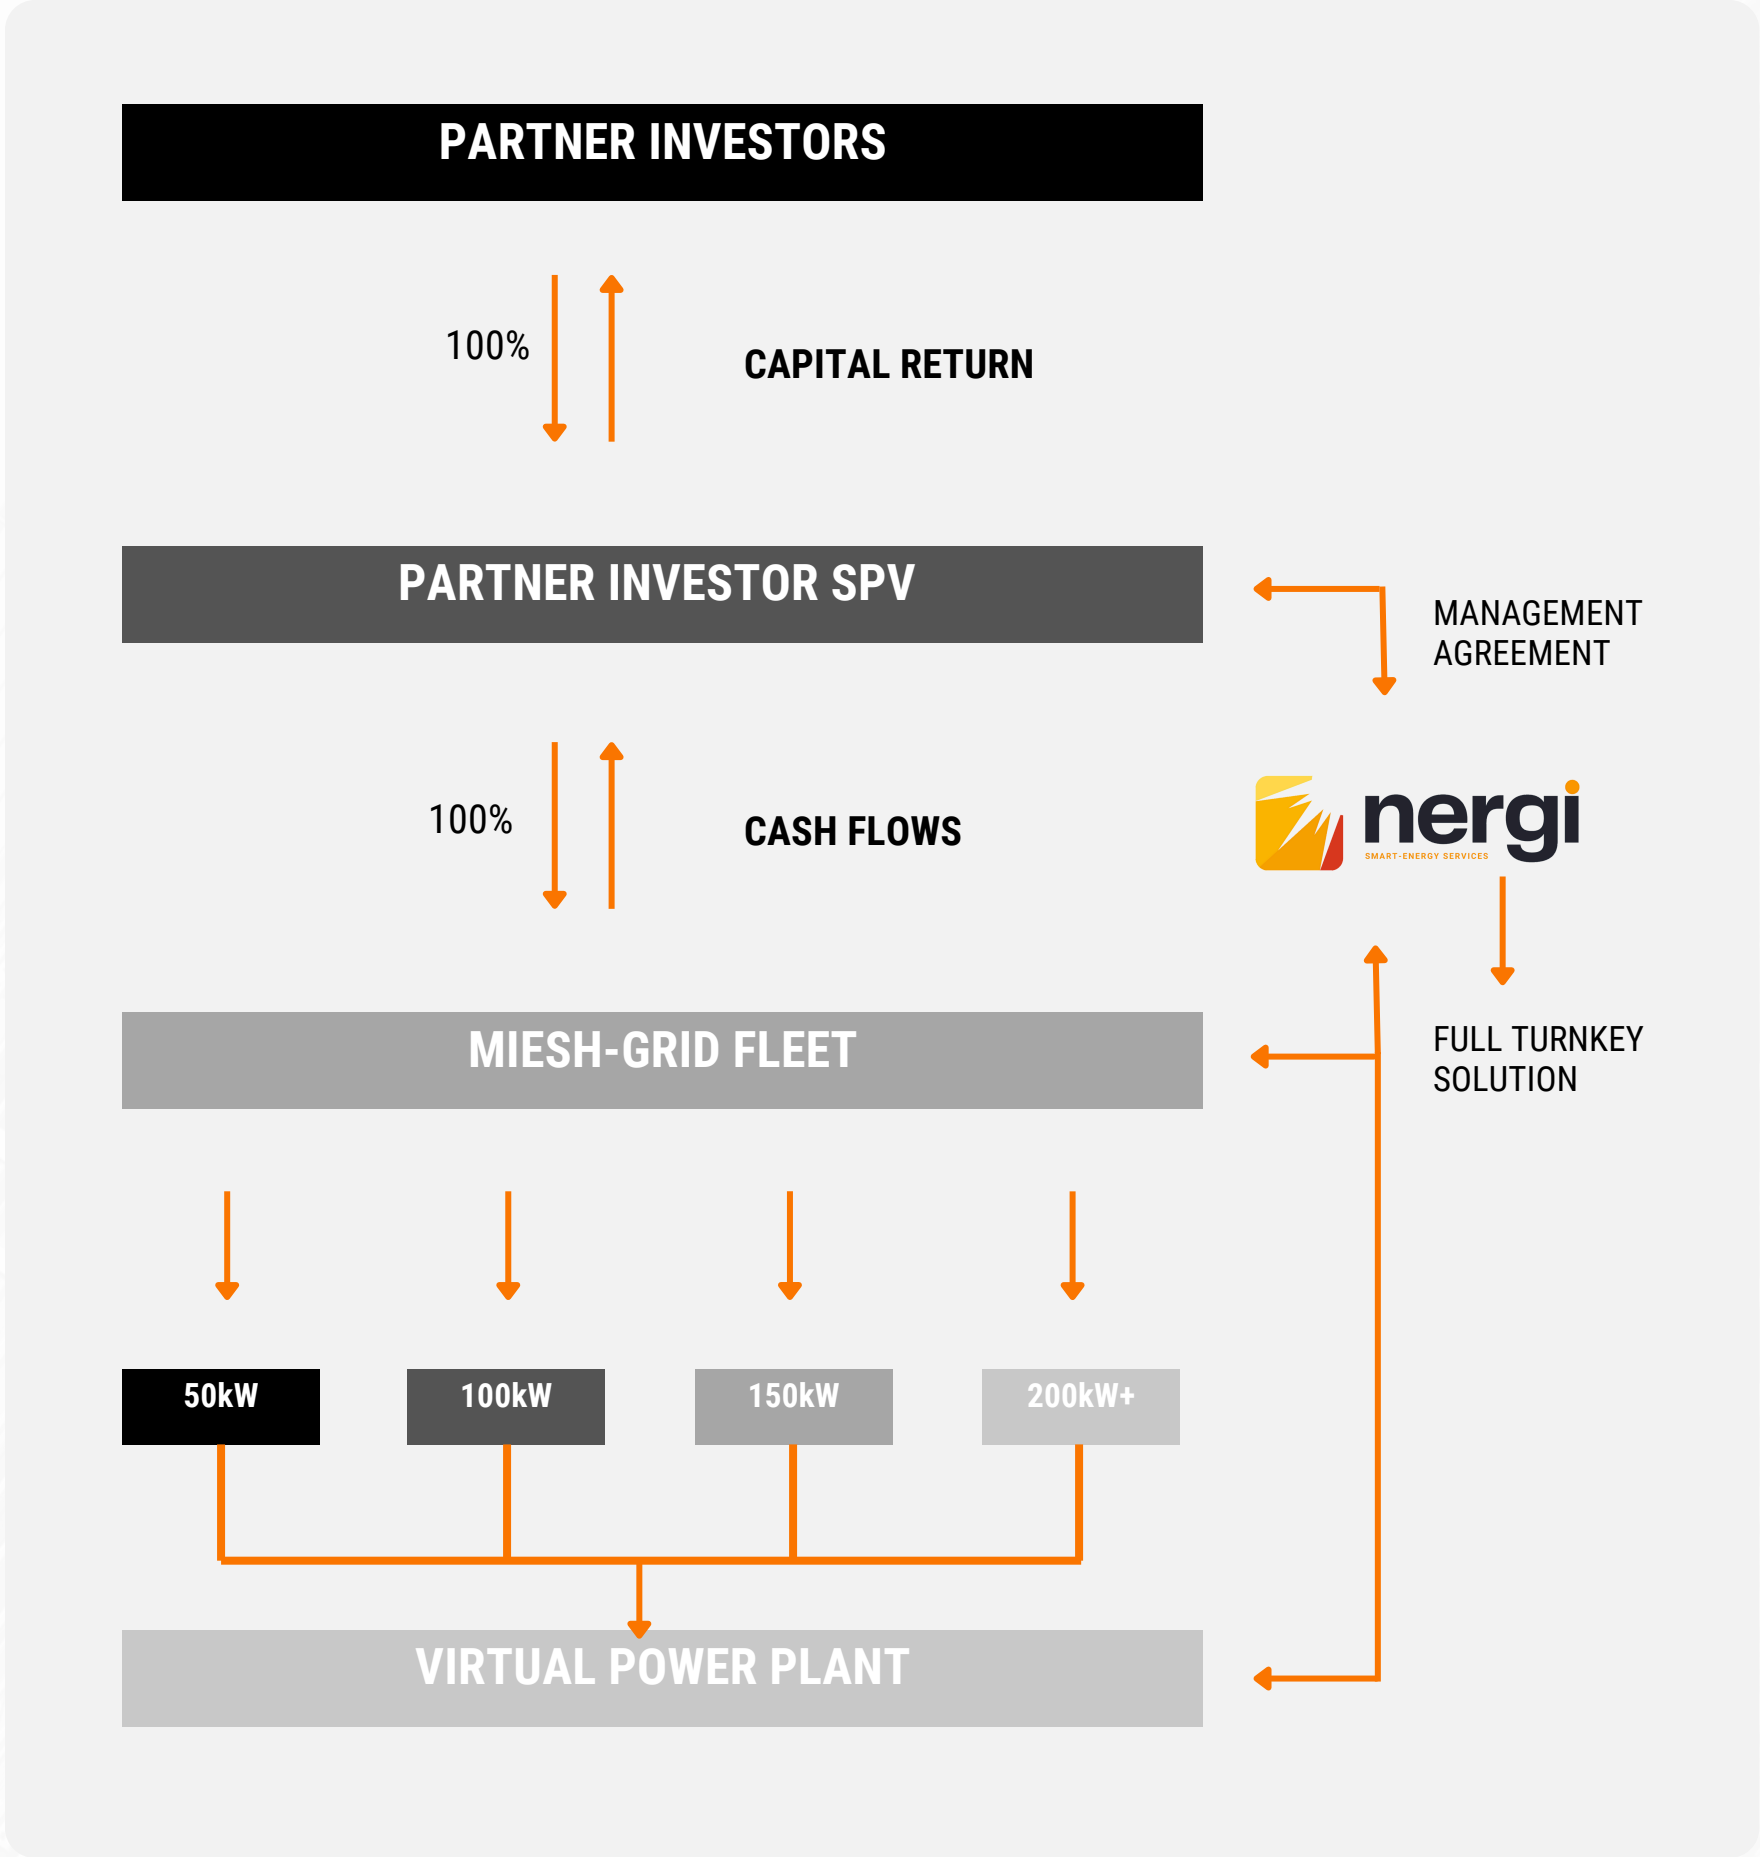 PARTNER INVESTORS
100%
CAPITAL RETURN
PARTNER INVESTOR SPV
MANAGEMENT
AGREEMENT
100%
CASH FLOWS
nergi
SMART-ENERGY SERVICES
MIESH-GRID FLEET
FULL TURNKEY
SOLUTION
50kW
100kW
150kW
200kW+
VIRTUAL POWER PLANT